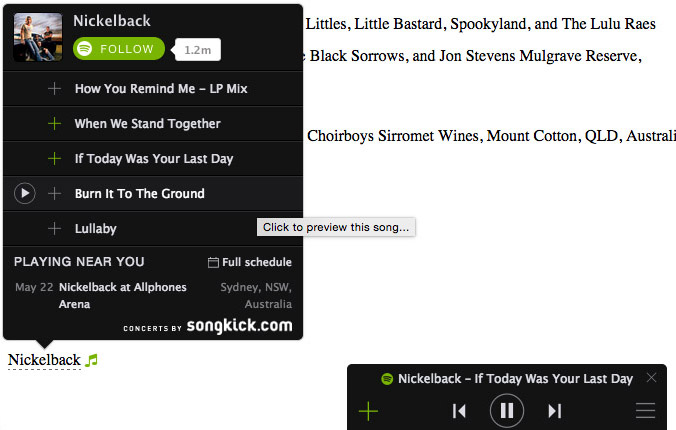 Nickelback
FOLLOW 1.2m
How You Remind Me – LP Mix
When We Stand Together
If Today Was Your Last Day
Burn It To The Ground
Lullaby
Click to preview this song...
PLAYING NEAR YOU Full schedule
May 22 Nickelback at Allphones Arena
Sydney, NSW, Australia
CONCERTS BY songkick.com
Littles, Little Bastard, Spookyland, and The Lulu Raes
Black Sorrows, and Jon Stevens Mulgrave Reserve,
Choirboys Sirromet Wines, Mount Cotton, QLD, Australi
Nickelback
Nickelback – If Today Was Your Last Day